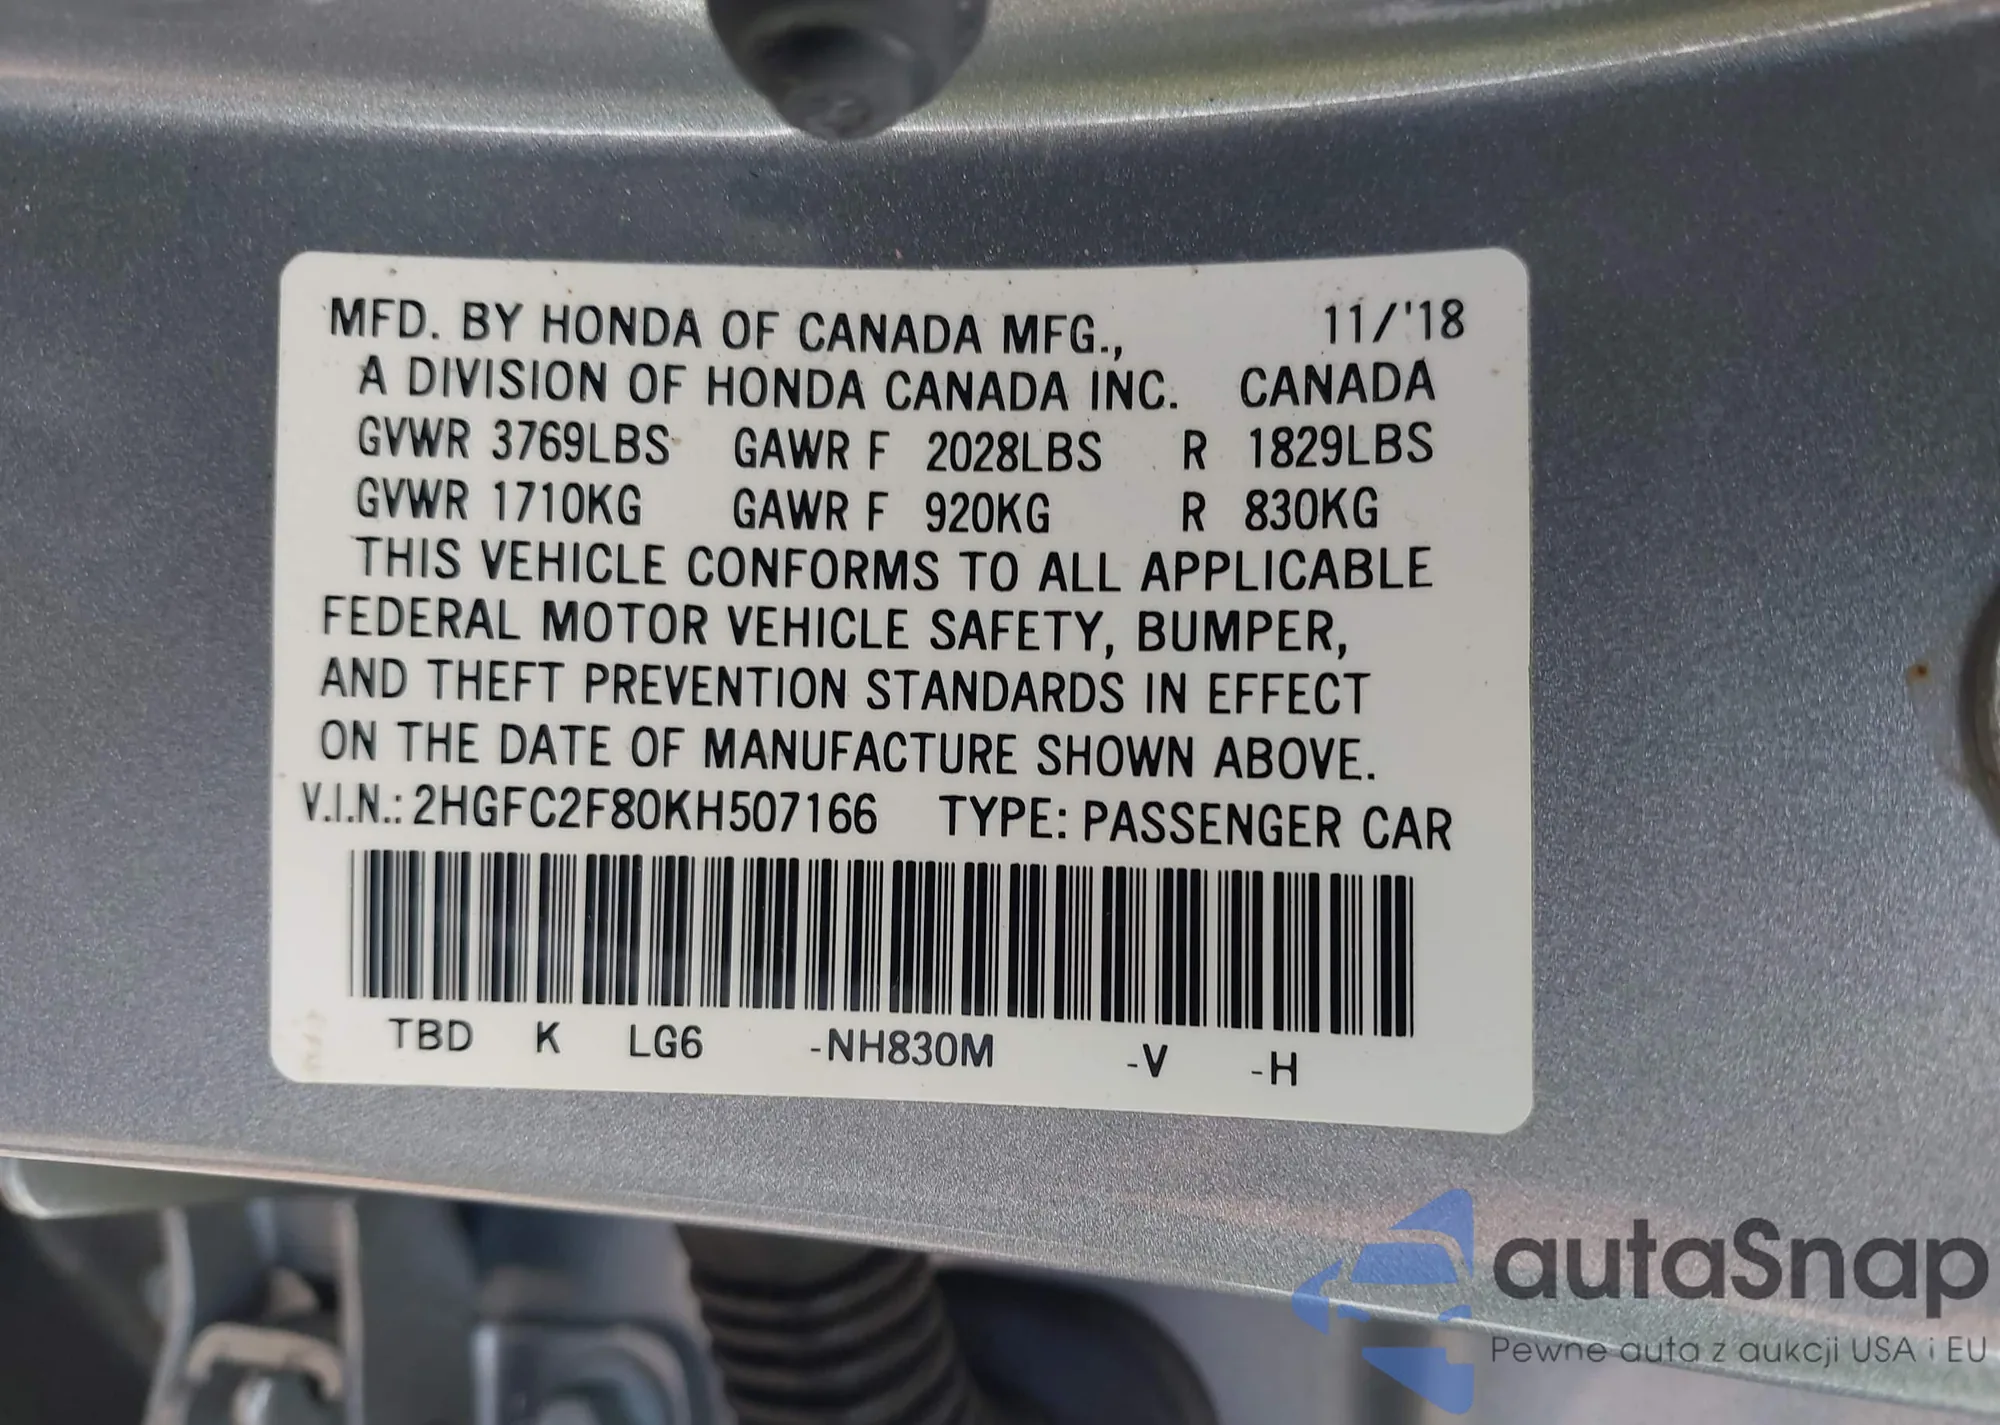 MFD. BY HONDA OF CANADA MFG., 11/'18
A DIVISION OF HONDA CANADA INC. CANADA
GVWR 3769LBS GAWR F 2028LBS R 1829LBS
GVWR 1710KG GAWR F 920KG R 830KG
THIS VEHICLE CONFORMS TO ALL APPLICABLE
FEDERAL MOTOR VEHICLE SAFETY, BUMPER,
AND THEFT PREVENTION STANDARDS IN EFFECT
ON THE DATE OF MANUFACTURE SHOWN ABOVE.
V.I.N.: 2HGFC2F80KH507166 TYPE: PASSENGER CAR
TBD K LG6 -NH830M -V -H
autaSnap
Pewne auta z aukcji USA i EU